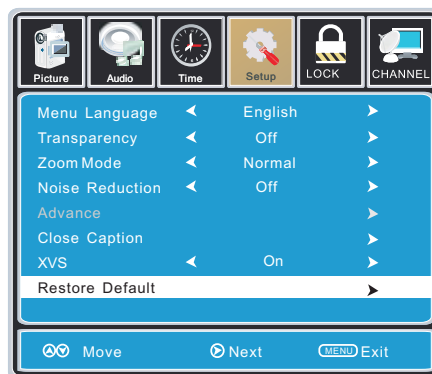 Picture Audio Time Setup LOCK CHANNEL
Menu Language English
Transparency Off
Zoom Mode Normal
Noise Reduction Off
Advance
Close Caption
XVS On
Restore Default
Move Next MENU Exit